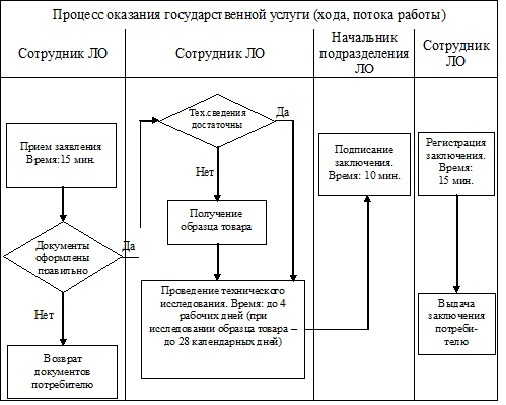 Процесс оказания государственной услуги (хода, потока работы)
Сотрудник ЛО
Сотрудник ЛО
Начальник
подразделения
ЛО
Сотрудник
ЛО
Прием заявления
Время:15 мин.
Документы
оформлены
правильно
Да
Нет
Возврат
документов
потребителю
Тех.сведения
достаточны
Да
Нет
Получение
образца товара
Проведение технического
исследования. Время: до 4
рабочих дней (при
исследовании образца товара –
до 28 календарных дней)
Подписание
заключения.
Время: 10 мин.
Регистрация
заключения.
Время:
15 мин.
Выдача
заключения
потреби-
телю